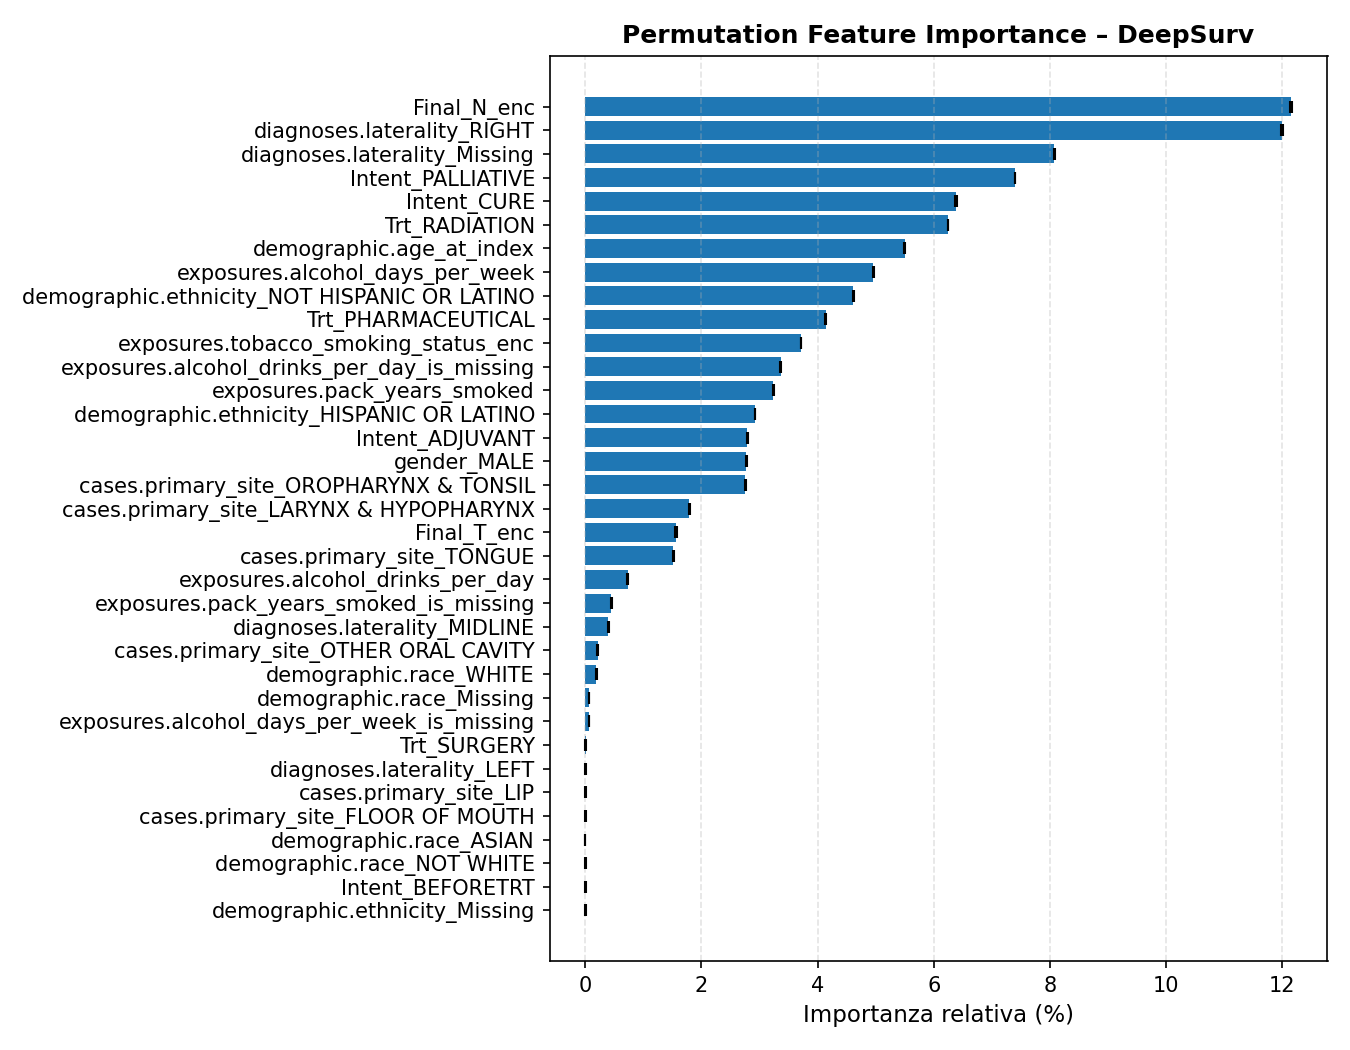 Permutation Feature Importance – DeepSurv
Final_N_enc
diagnoses.laterality_RIGHT
diagnoses.laterality_Missing
Intent_PALLIATIVE
Intent_CURE
Trt_RADIATION
demographic.age_at_index
exposures.alcohol_days_per_week
demographic.ethnicity_NOT HISPANIC OR LATINO
Trt_PHARMACEUTICAL
exposures.tobacco_smoking_status_enc
exposures.alcohol_drinks_per_day_is_missing
exposures.pack_years_smoked
demographic.ethnicity_HISPANIC OR LATINO
Intent_ADJUVANT
gender_MALE
cases.primary_site_OROPHARYNX & TONSIL
cases.primary_site_LARYNX & HYPOPHARYNX
Final_T_enc
cases.primary_site_TONGUE
exposures.alcohol_drinks_per_day
exposures.pack_years_smoked_is_missing
diagnoses.laterality_MIDLINE
cases.primary_site_OTHER ORAL CAVITY
demographic.race_WHITE
demographic.race_Missing
exposures.alcohol_days_per_week_is_missing
Trt_SURGERY
diagnoses.laterality_LEFT
cases.primary_site_LIP
cases.primary_site_FLOOR OF MOUTH
demographic.race_ASIAN
demographic.race_NOT WHITE
Intent_BEFORETRT
demographic.ethnicity_Missing
0 2 4 6 8 10 12
Importanza relativa (%)